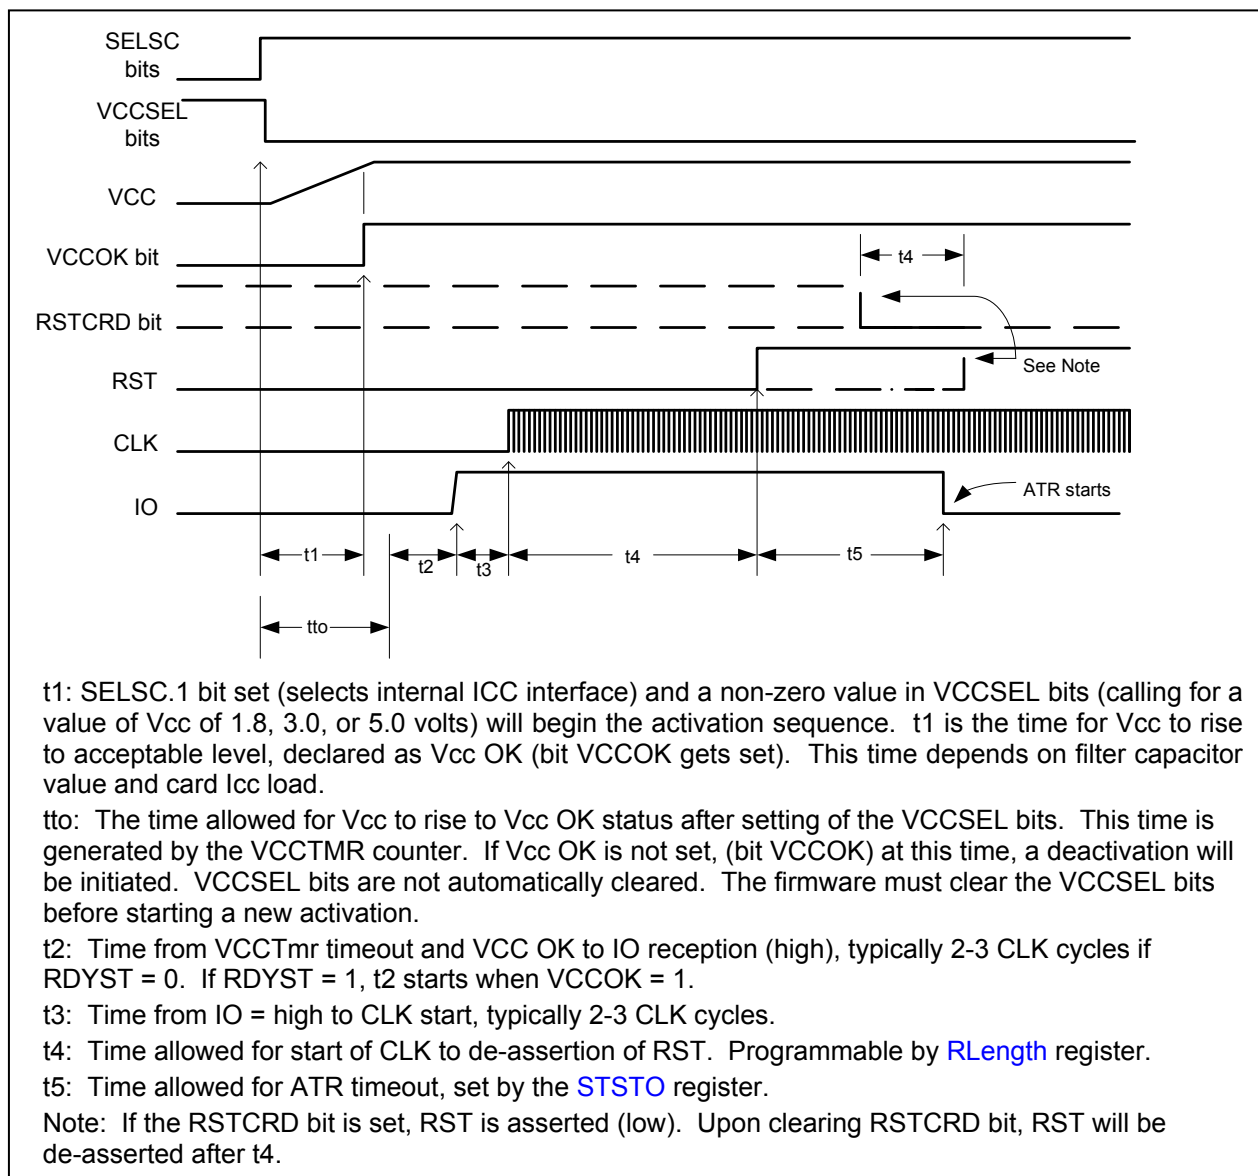 SELSC
bits
VCCSEL
bits
VCC
VCCOK bit
t4
RSTCRD bit
See Note
RST
CLK
ATR starts
IO
t1
t2
t3
t4
t5
tto
t1: SELSC.1 bit set (selects internal ICC interface) and a non-zero value in VCCSEL bits (calling for a
value of Vcc of 1.8, 3.0, or 5.0 volts) will begin the activation sequence. t1 is the time for Vcc to rise
to acceptable level, declared as Vcc OK (bit VCCOK gets set). This time depends on filter capacitor
value and card Icc load.
tto: The time allowed for Vcc to rise to Vcc OK status after setting of the VCCSEL bits. This time is
generated by the VCCTMR counter. If Vcc OK is not set, (bit VCCOK) at this time, a deactivation will
be initiated. VCCSEL bits are not automatically cleared. The firmware must clear the VCCSEL bits
before starting a new activation.
t2: Time from VCCTmr timeout and VCC OK to IO reception (high), typically 2-3 CLK cycles if
RDYST = 0. If RDYST = 1, t2 starts when VCCOK = 1.
t3: Time from IO = high to CLK start, typically 2-3 CLK cycles.
t4: Time allowed for start of CLK to de-assertion of RST. Programmable by RLength register.
t5: Time allowed for ATR timeout, set by the STSTO register.
Note: If the RSTCRD bit is set, RST is asserted (low). Upon clearing RSTCRD bit, RST will be
de-asserted after t4.